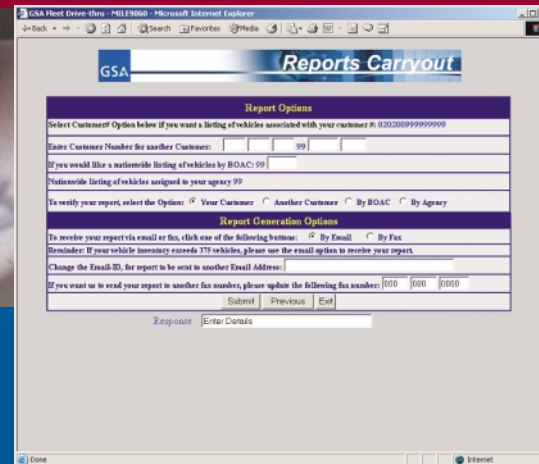 GSA Fleet Drive-thru - MILE9060 - Microsoft Internet Explorer
Back Search Favorites Media
GSA Reports Carryout
Report Options
Select Customer# Option below if you want a listing of vehicles associated with your customer #: 020200999999999
Enter Customer Number for another Customer: 99
If you would like a nationwide listing of vehicles by BOAC: 99
Nationwide listing of vehicles assigned to your agency 99
To verify your report, select the Option: Your Customer Another Customer By BOAC By Agency
Report Generation Options
To receive your report via email or fax, click one of the following buttons: By Email By Fax
Reminder: If your vehicle inventory exceeds 375 vehicles, please use the email option to receive your report.
Change the Email-ID, for report to be sent to another Email Address:
If you want us to send your report to another fax number, please update the following fax number: 000 000 0000
Submit Previous Exit
Response Enter Details
Done Internet